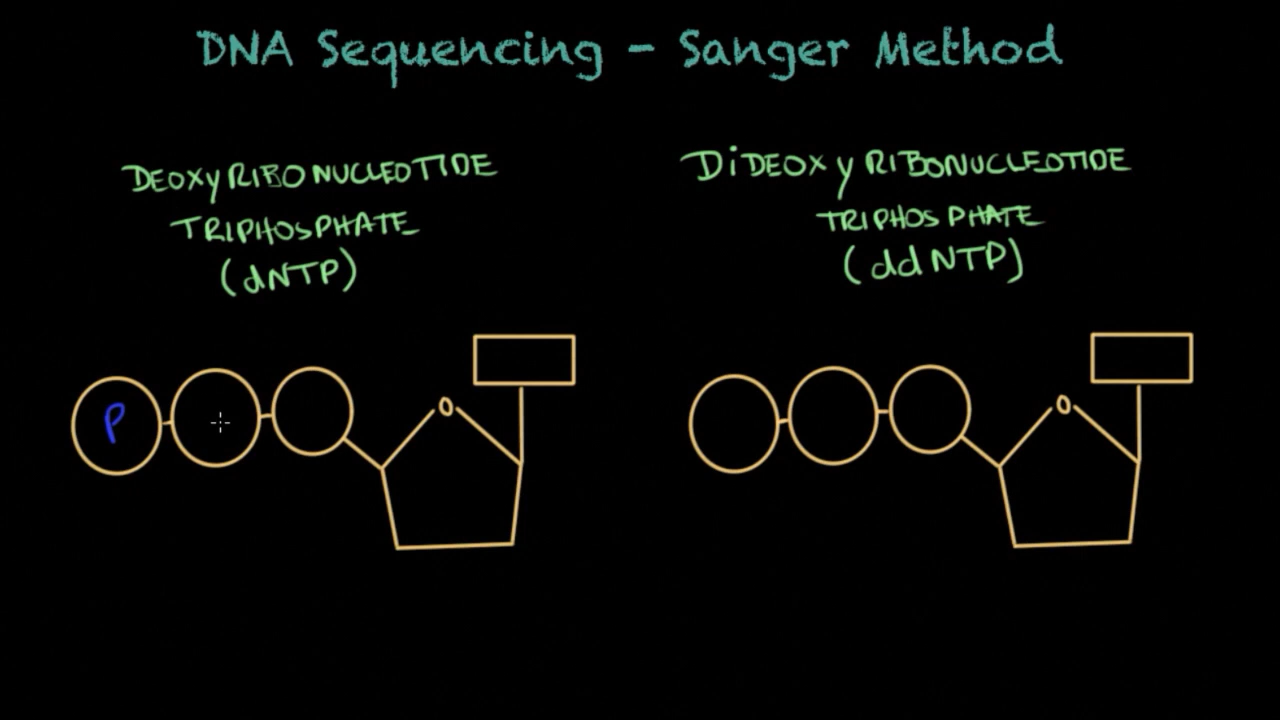 DNA Sequencing - Sanger Method
DEOXYRIBONUCLEOTIDE
TRIPHOSPHATE
(dNTP)
DiDEOXYRIBONUCLEOTIDE
TRIPHOSPHATE
(ddNTP)
P
O
O